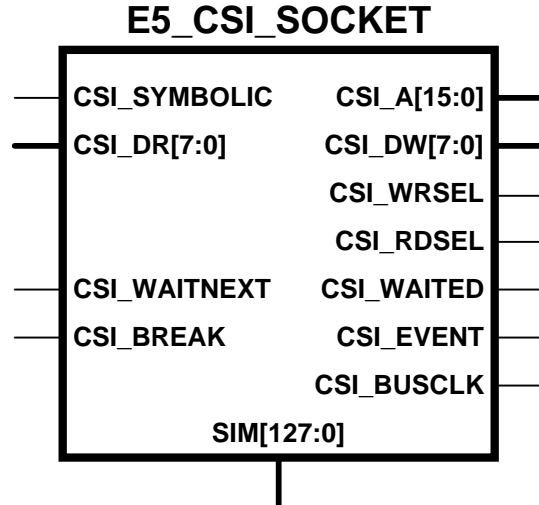 E5_CSI_SOCKET
CSI_SYMBOLIC CSI_A[15:0]
CSI_DR[7:0] CSI_DW[7:0]
CSI_WRSEL
CSI_RDSEL
CSI_WAITNEXT CSI_WAITED
CSI_BREAK CSI_EVENT
CSI_BUSCLK
SIM[127:0]